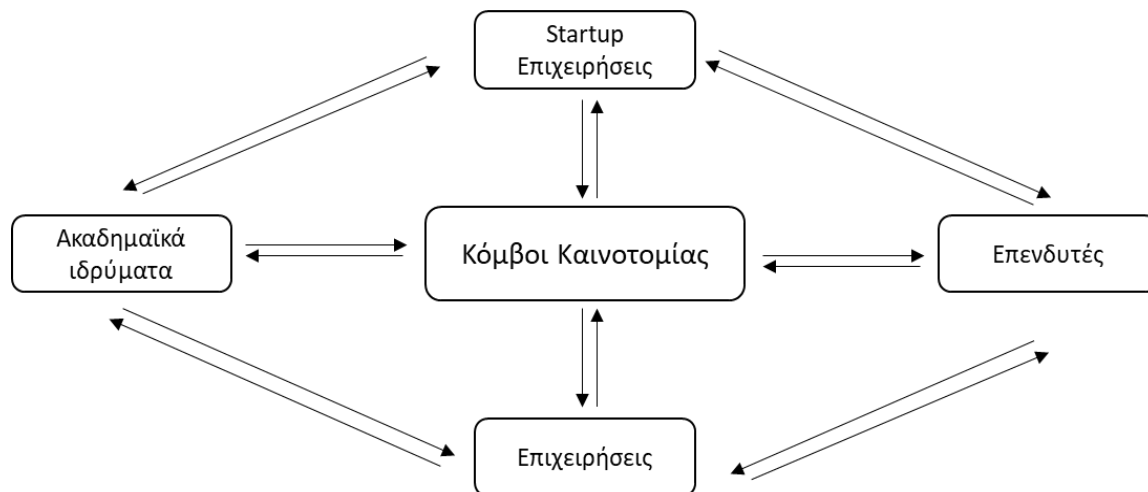 Startup
Επιχειρήσεις
Ακαδημαϊκά
ιδρύματα
Κόμβοι Καινοτομίας
Επενδυτές
Επιχειρήσεις